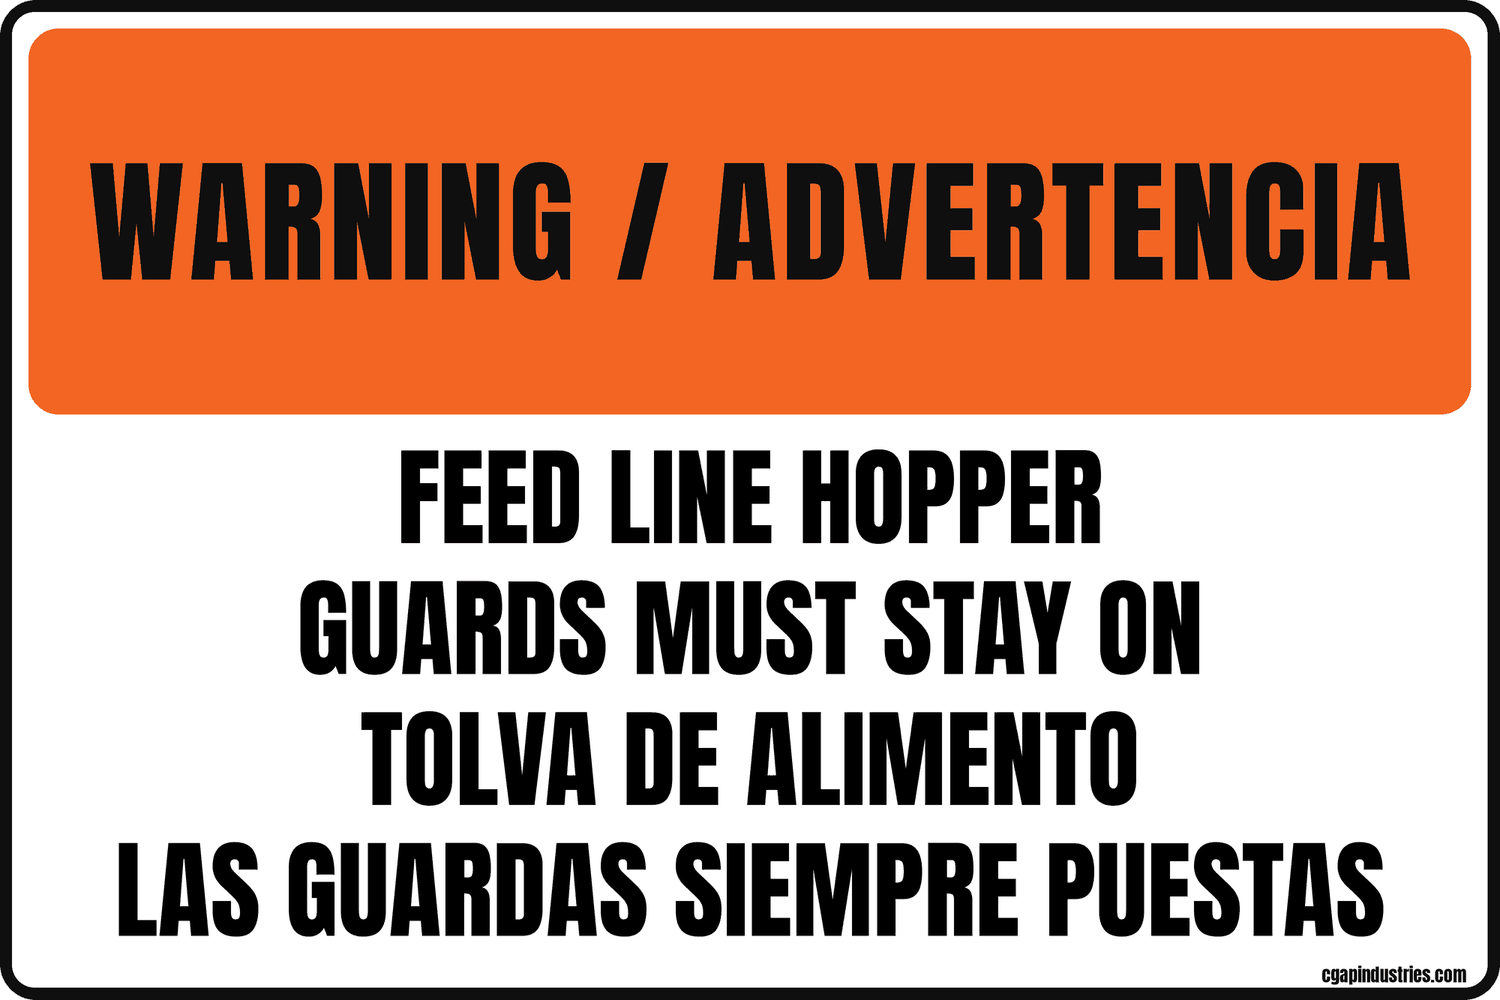 WARNING / ADVERTENCIA
FEED LINE HOPPER
GUARDS MUST STAY ON
TOLVA DE ALIMENTO
LAS GUARDAS SIEMPRE PUESTAS
cgapindustries.com